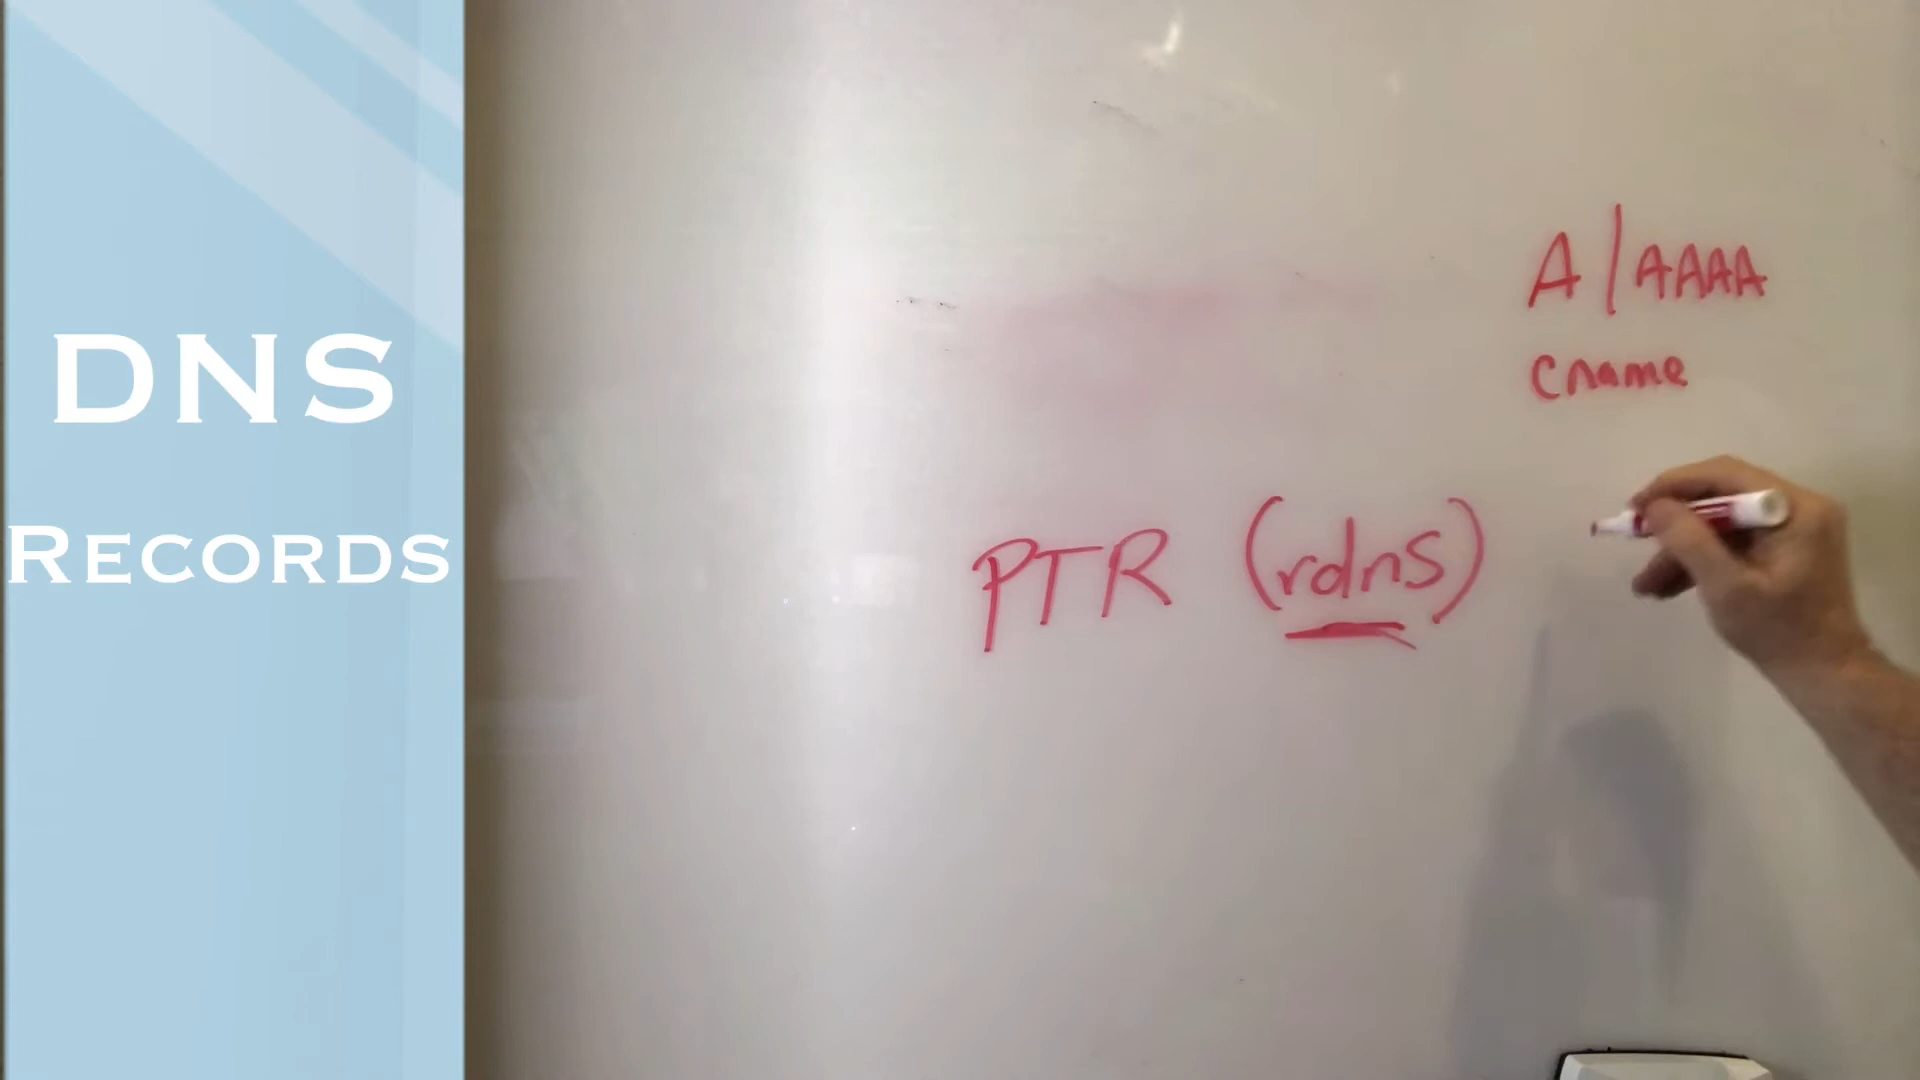 DNS
RECORDS
A | AAAA
Cname
PTR (rdns)